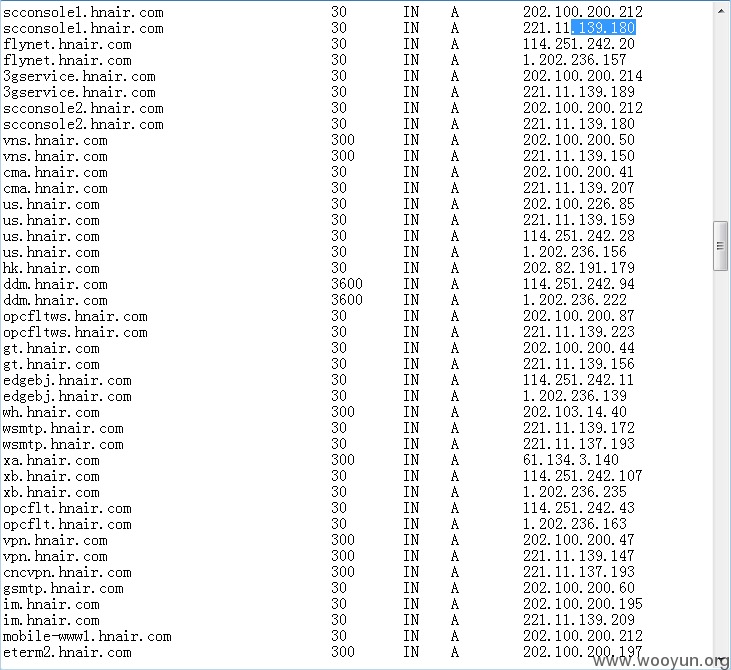 scconsole1.hnair.com 30 IN A 202.100.200.212
scconsole1.hnair.com 30 IN A 221.11.139.180
flynet.hnair.com 30 IN A 114.251.242.20
flynet.hnair.com 30 IN A 1.202.236.157
3gservice.hnair.com 30 IN A 202.100.200.214
3gservice.hnair.com 30 IN A 221.11.139.189
scconsole2.hnair.com 30 IN A 202.100.200.212
scconsole2.hnair.com 30 IN A 221.11.139.180
vns.hnair.com 300 IN A 202.100.200.50
vns.hnair.com 300 IN A 221.11.139.150
cma.hnair.com 30 IN A 202.100.200.41
cma.hnair.com 30 IN A 221.11.139.207
us.hnair.com 30 IN A 202.100.226.85
us.hnair.com 30 IN A 221.11.139.159
us.hnair.com 30 IN A 114.251.242.28
us.hnair.com 30 IN A 1.202.236.156
hk.hnair.com 30 IN A 202.82.191.179
ddm.hnair.com 3600 IN A 114.251.242.94
ddm.hnair.com 3600 IN A 1.202.236.222
opcfltws.hnair.com 30 IN A 202.100.200.87
opcfltws.hnair.com 30 IN A 221.11.139.223
gt.hnair.com 30 IN A 202.100.200.44
gt.hnair.com 30 IN A 221.11.139.156
edgebj.hnair.com 30 IN A 114.251.242.11
edgebj.hnair.com 30 IN A 1.202.236.139
wh.hnair.com 300 IN A 202.103.14.40
wsmtp.hnair.com 30 IN A 221.11.139.172
wsmtp.hnair.com 30 IN A 221.11.137.193
xa.hnair.com 300 IN A 61.134.3.140
xb.hnair.com 30 IN A 114.251.242.107
xb.hnair.com 30 IN A 1.202.236.235
opcflt.hnair.com 30 IN A 114.251.242.43
opcflt.hnair.com 30 IN A 1.202.236.163
vpn.hnair.com 300 IN A 202.100.200.47
vpn.hnair.com 300 IN A 221.11.139.147
cncvpn.hnair.com 300 IN A 221.11.137.193
gsmtp.hnair.com 30 IN A 202.100.200.60
im.hnair.com 30 IN A 202.100.200.195
im.hnair.com 30 IN A 221.11.139.209
mobile-www1.hnair.com 30 IN A 202.100.200.212
eterm2.hnair.com 300 IN A 202.100.200.197
www.wooyun.org